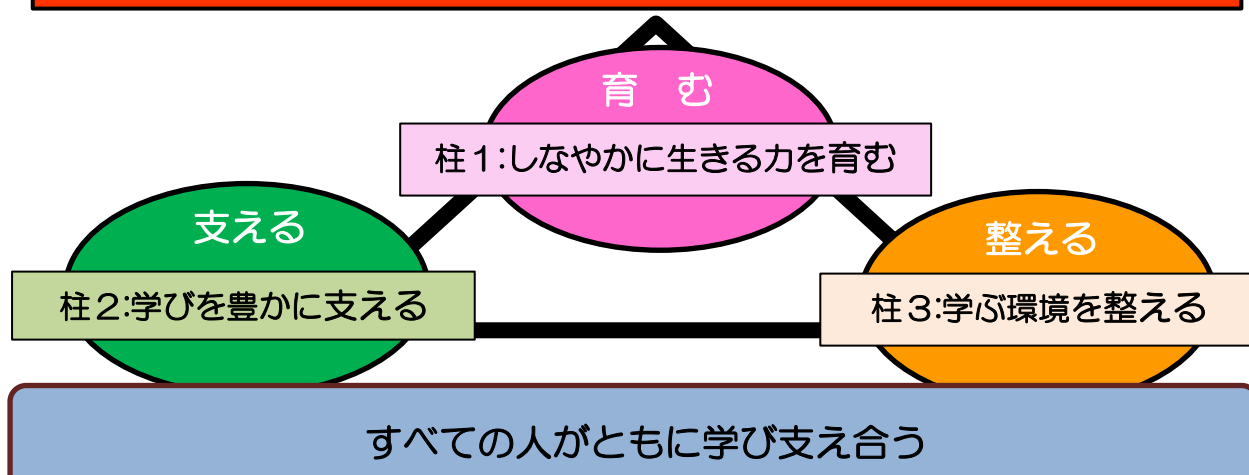 育　む
柱１:しなやかに生きる力を育む
支える
整える
柱２:学びを豊かに支える
柱３:学ぶ環境を整える
すべての人がともに学び支え合う